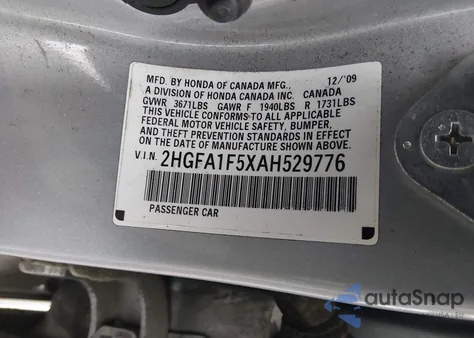 MFD. BY HONDA OF CANADA MFG., 12/'09
A DIVISION OF HONDA CANADA INC. CANADA
GVWR 3671LBS GAWR F 1940LBS R 1731LBS
THIS VEHICLE CONFORMS TO ALL APPLICABLE
FEDERAL MOTOR VEHICLE SAFETY, BUMPER,
AND THEFT PREVENTION STANDARDS IN EFFECT
ON THE DATE OF MANUFACTURE SHOWN ABOVE.
V.I.N. 2HGFA1F5XAH529776
PASSENGER CAR
autaSnap